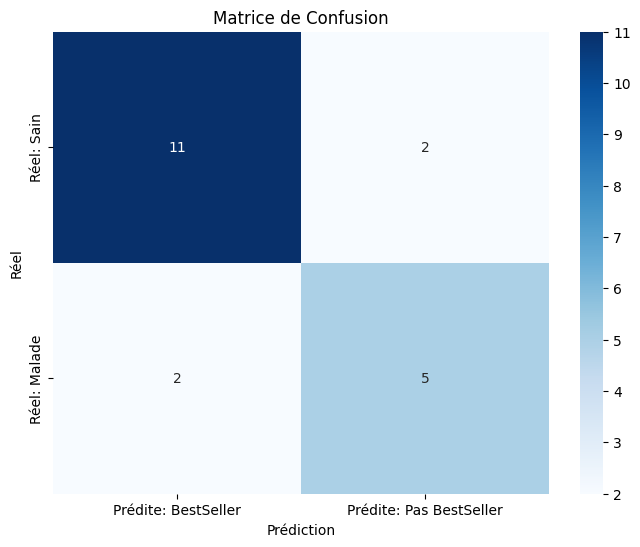 Matrice de Confusion
Réel
Réel: Sain
Réel: Malade
11
2
2
5
Prédite: BestSeller
Prédite: Pas BestSeller
Prédiction
11
10
9
8
7
6
5
4
3
2